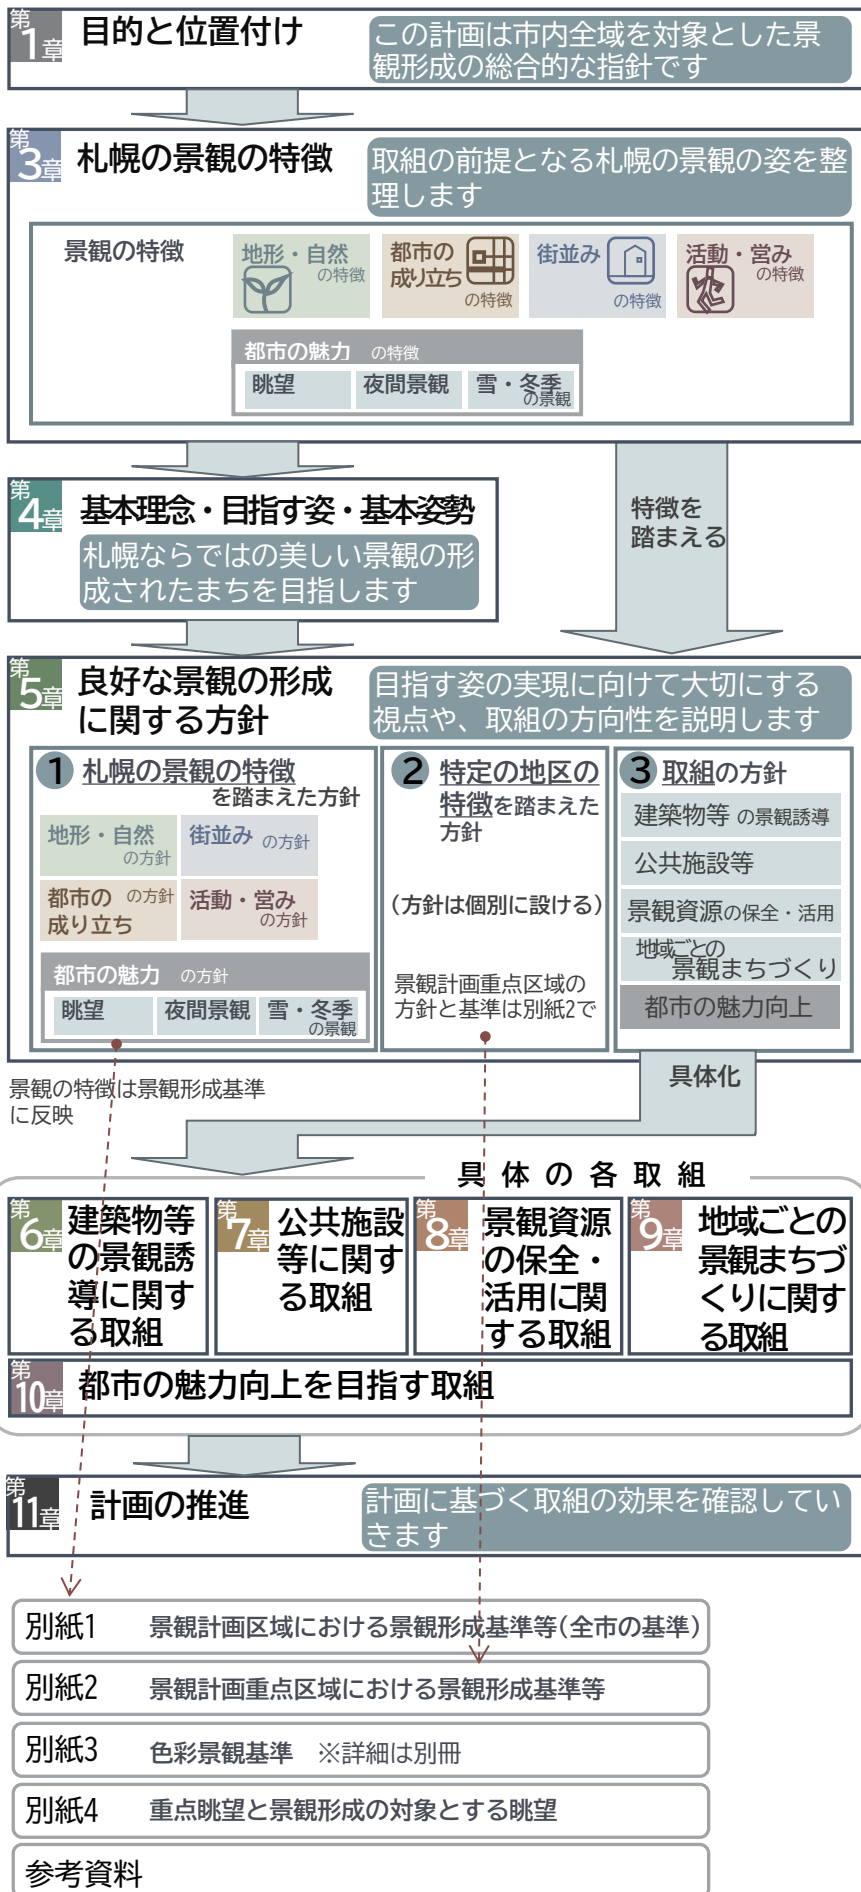 第1章 目的と位置付け
この計画は市内全域を対象とした景
観形成の総合的な指針です
第3章 札幌の景観の特徴
取組の前提となる札幌の景観の姿を整
理します
景観の特徴
地形・自然
の特徴
都市の
成り立ち
の特徴
街並み
の特徴
活動・営み
の特徴
都市の魅力 の特徴
眺望
夜間景観
雪・冬季
の景観
第4章 基本理念・目指す姿・基本姿勢
札幌ならではの美しい景観の形
成されたまちを目指します
特徴を
踏まえる
第5章 良好な景観の形成
に関する方針
目指す姿の実現に向けて大切にする
視点や、取組の方向性を説明します
1 札幌の景観の特徴
を踏まえた方針
地形・自然
の方針
街並み の方針
都市の の方針
成り立ち
活動・営み
の方針
都市の魅力 の方針
眺望
夜間景観
雪・冬季
の景観
2 特定の地区の
特徴を踏まえた
方針
(方針は個別に設ける)
景観計画重点区域の
方針と基準は別紙2で
3 取組の方針
建築物等 の景観誘導
公共施設等
景観資源の保全・活用
地域ごとの
景観まちづくり
都市の魅力向上
景観の特徴は景観形成基準
に反映
具体化
具体の各取組
第6章 建築物等
の景観誘
導に関す
る取組
第7章 公共施設
等に関す
る取組
第8章 景観資源
の保全・
活用に関
する取組
第9章 地域ごとの
景観まちづ
くりに関す
る取組
第10章 都市の魅力向上を目指す取組
第11章 計画の推進
計画に基づく取組の効果を確認してい
きます
別紙1 景観計画区域における景観形成基準等(全市の基準)
別紙2 景観計画重点区域における景観形成基準等
別紙3 色彩景観基準 ※詳細は別冊
別紙4 重点眺望と景観形成の対象とする眺望
参考資料